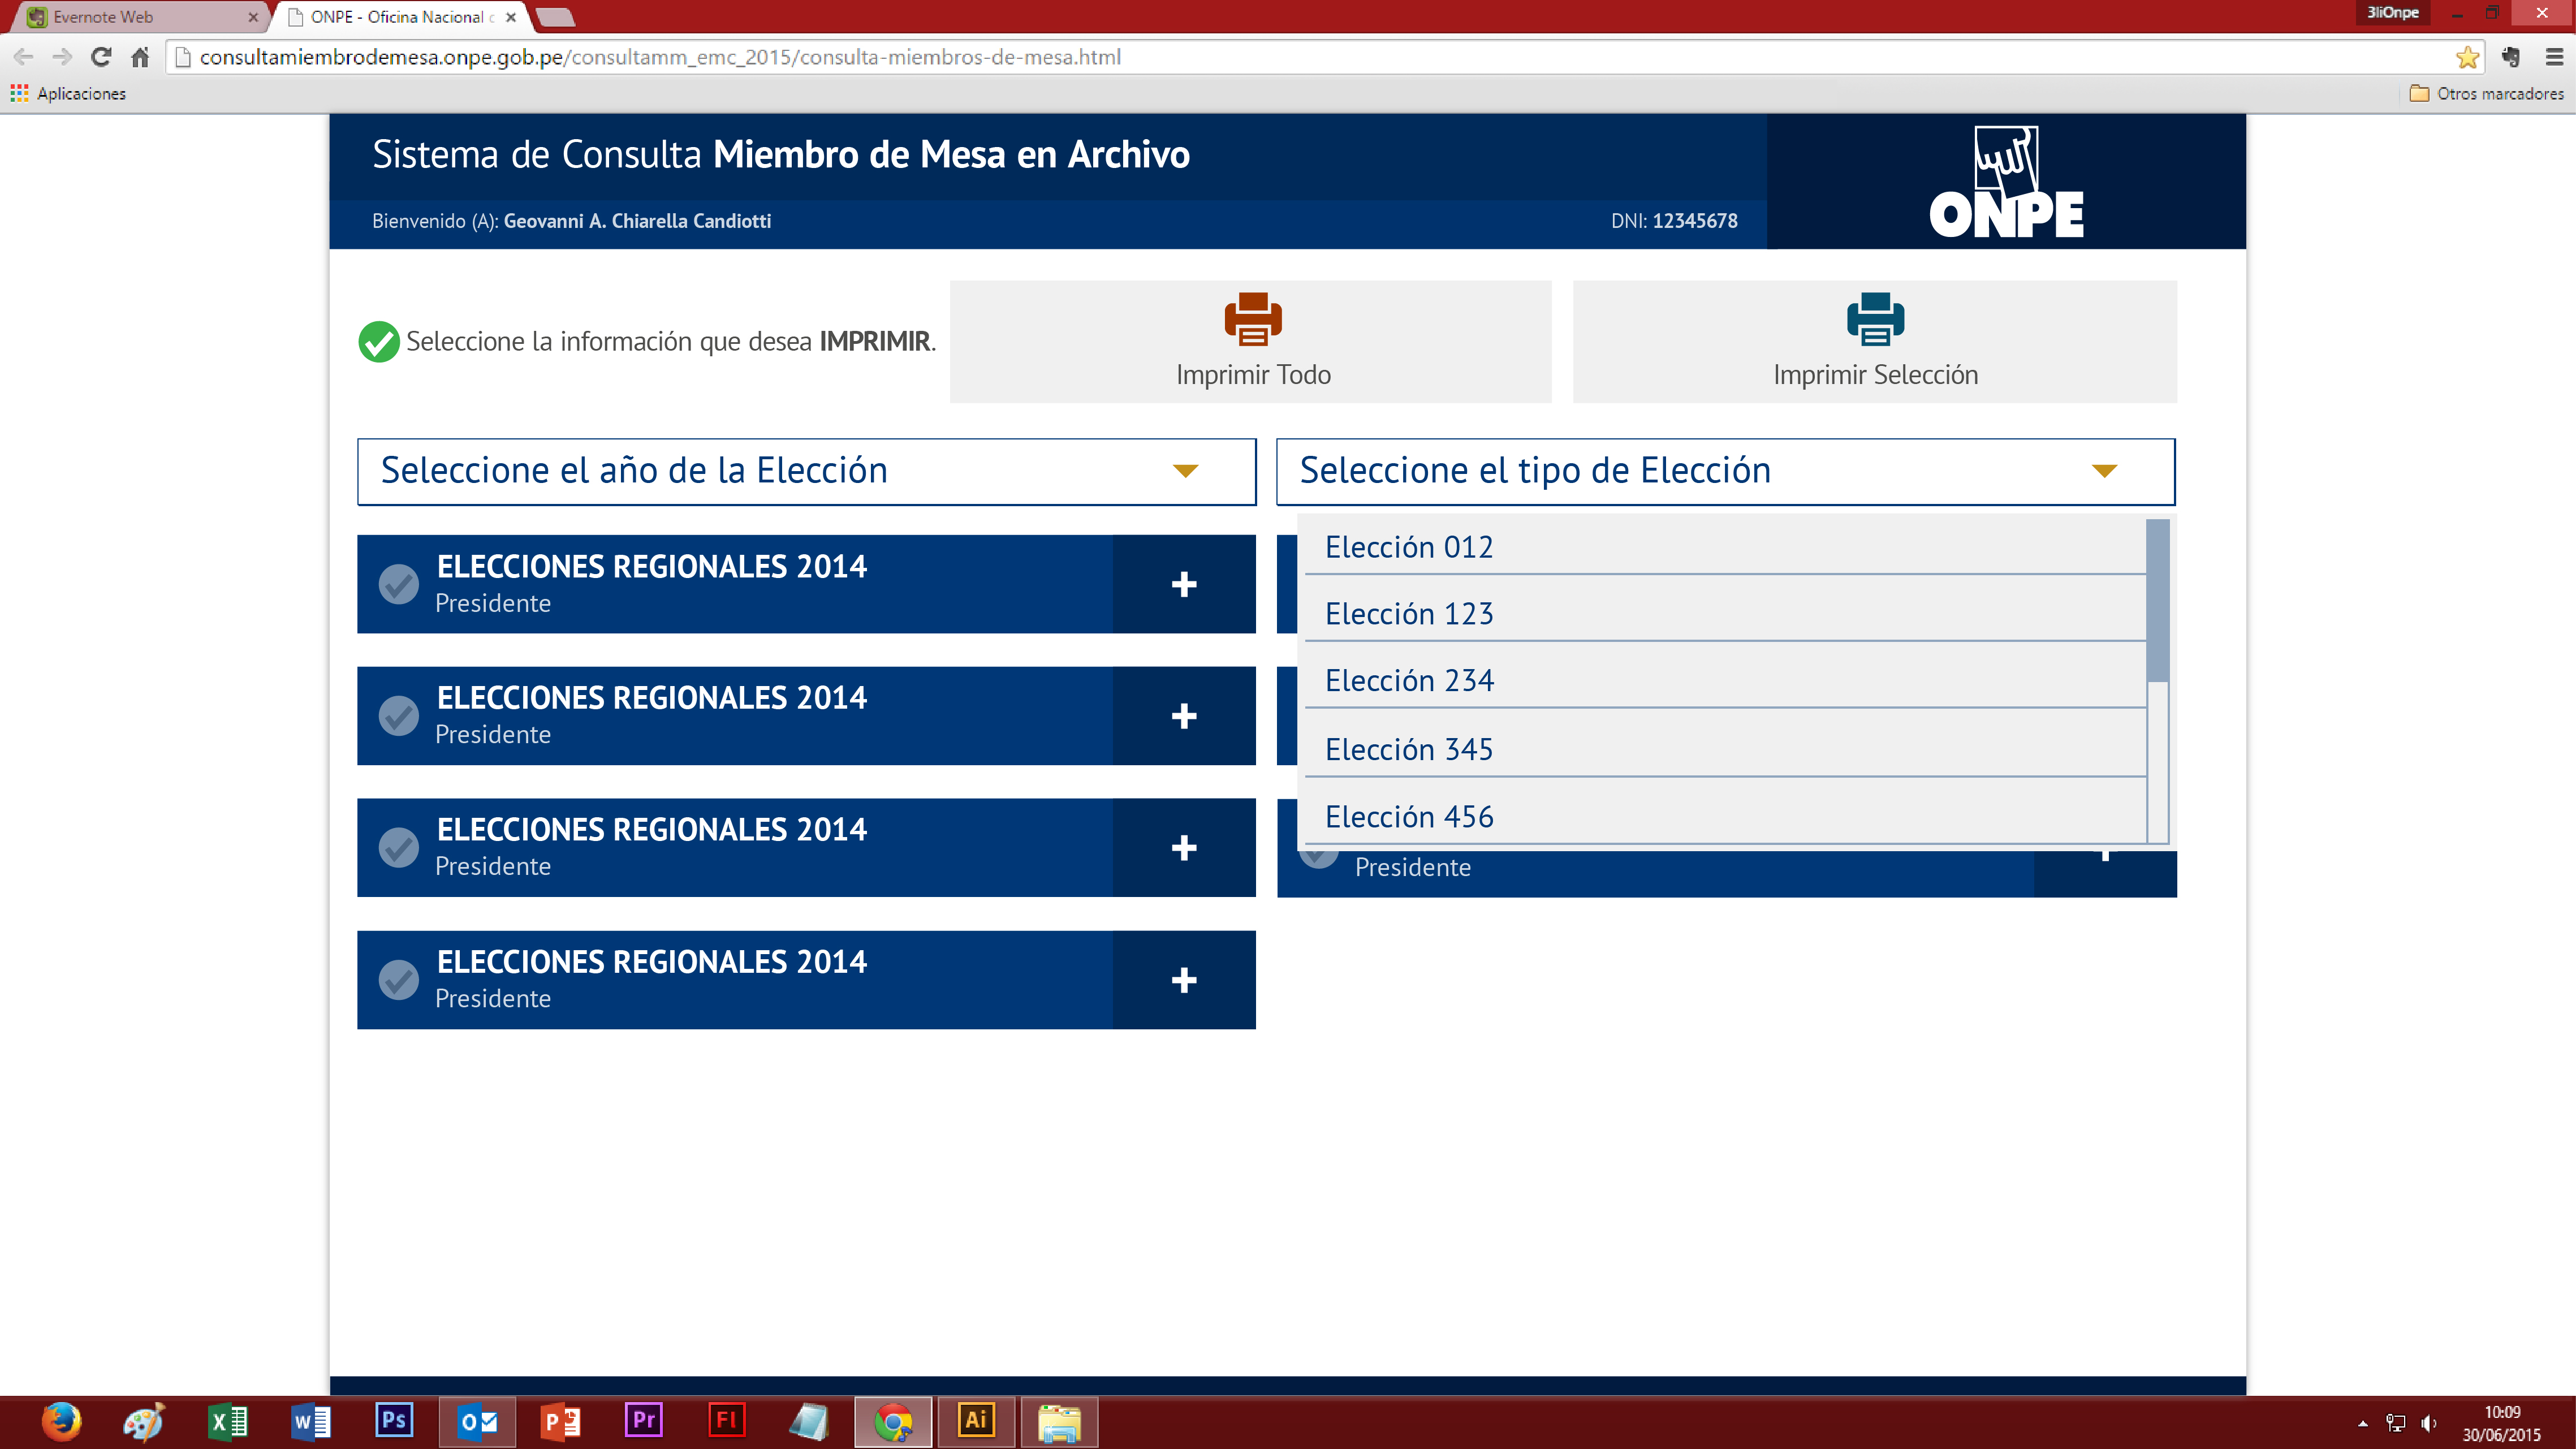 Evernote Web
ONPE - Oficina Nacional
3liOnpe
consultamiembrodemesa.onpe.gob.pe/consultamm_emc_2015/consulta-miembros-de-mesa.html
Aplicaciones
Otros marcadores
Sistema de Consulta Miembro de Mesa en Archivo
ONPE
Bienvenido (A): Geovanni A. Chiarella Candiotti
DNI: 12345678
Seleccione la información que desea IMPRIMIR.
Imprimir Todo
Imprimir Selección
Seleccione el año de la Elección
Seleccione el tipo de Elección
ELECCIONES REGIONALES 2014
Presidente
ELECCIONES REGIONALES 2014
Presidente
ELECCIONES REGIONALES 2014
Presidente
ELECCIONES REGIONALES 2014
Presidente
Elección 012
Elección 123
Elección 234
Elección 345
Elección 456
Presidente
Ps
Pr
Fl
Ai
10:09
30/06/2015